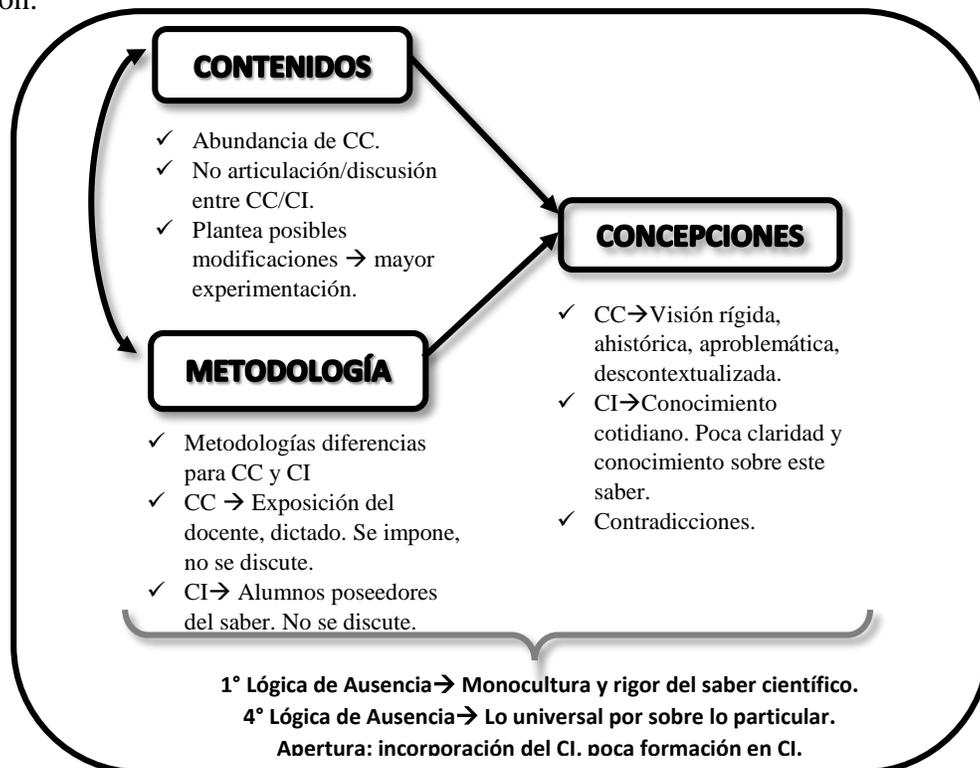 ón.
CONTENIDOS
✓ Abundancia de CC.
✓ No articulación/discusión
entre CC/CI.
✓ Plantea posibles
modificaciones → mayor
experimentación.
METODOLOGÍA
✓ Metodologías diferencias
para CC y CI
✓ CC → Exposición del
docente, dictado. Se impone,
no se discute.
✓ CI→ Alumnos poseedores
del saber. No se discute.
CONCEPCIONES
✓ CC→Visión rígida,
ahistórica, aproblemática,
descontextualizada.
✓ CI→Conocimiento
cotidiano. Poca claridad y
conocimiento sobre este
saber.
✓ Contradicciones.
1° Lógica de Ausencia→ Monocultura y rigor del saber científico.
4° Lógica de Ausencia→ Lo universal por sobre lo particular.
Apertura: incorporación del CI, poca formación en CI.